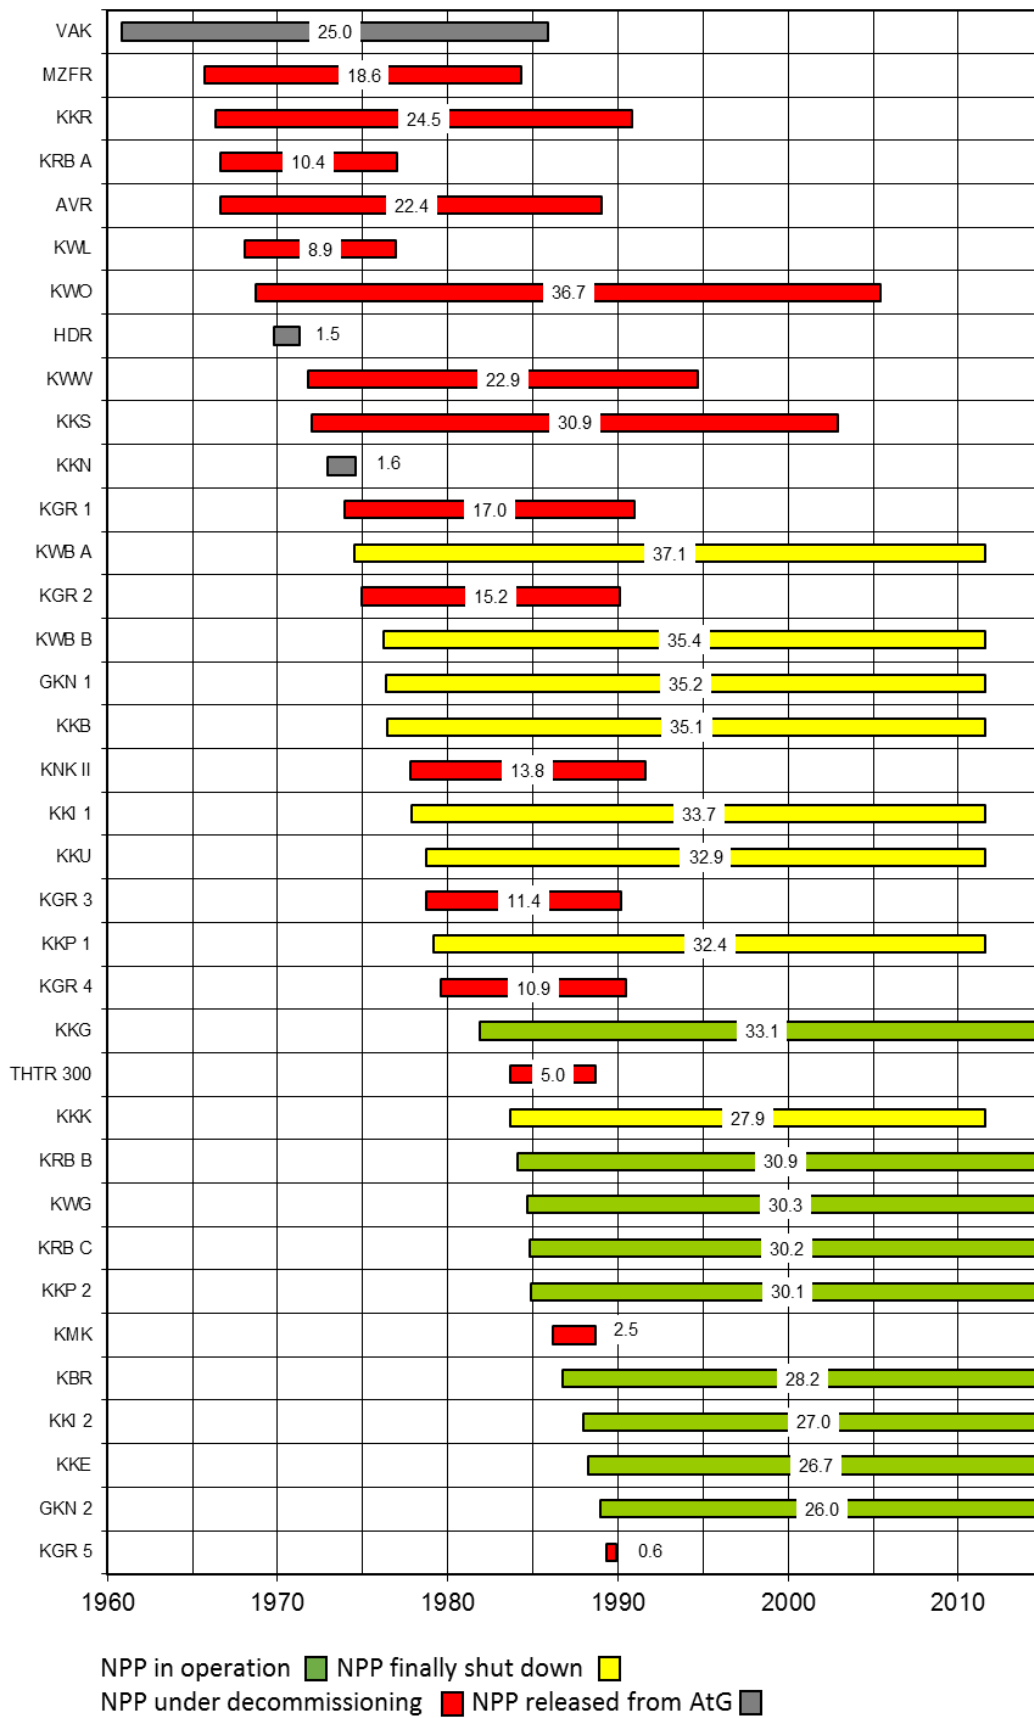 VAK 25.0
MZFR 18.6
KKR 24.5
KRB A 10.4
AVR 22.4
KWL 8.9
KWO 36.7
HDR 1.5
KWW 22.9
KKS 30.9
KKN 1.6
KGR 1 17.0
KWB A 37.1
KGR 2 15.2
KWB B 35.4
GKN 1 35.2
KKB 35.1
KNK II 13.8
KKI 1 33.7
KKU 32.9
KGR 3 11.4
KKP 1 32.4
KGR 4 10.9
KKG 33.1
THTR 300 5.0
KKK 27.9
KRB B 30.9
KWG 30.3
KRB C 30.2
KKP 2 30.1
KMK 2.5
KBR 28.2
KKI 2 27.0
KKE 26.7
GKN 2 26.0
KGR 5 0.6
1960 1970 1980 1990 2000 2010
NPP in operation NPP finally shut down
NPP under decommissioning NPP released from AtG